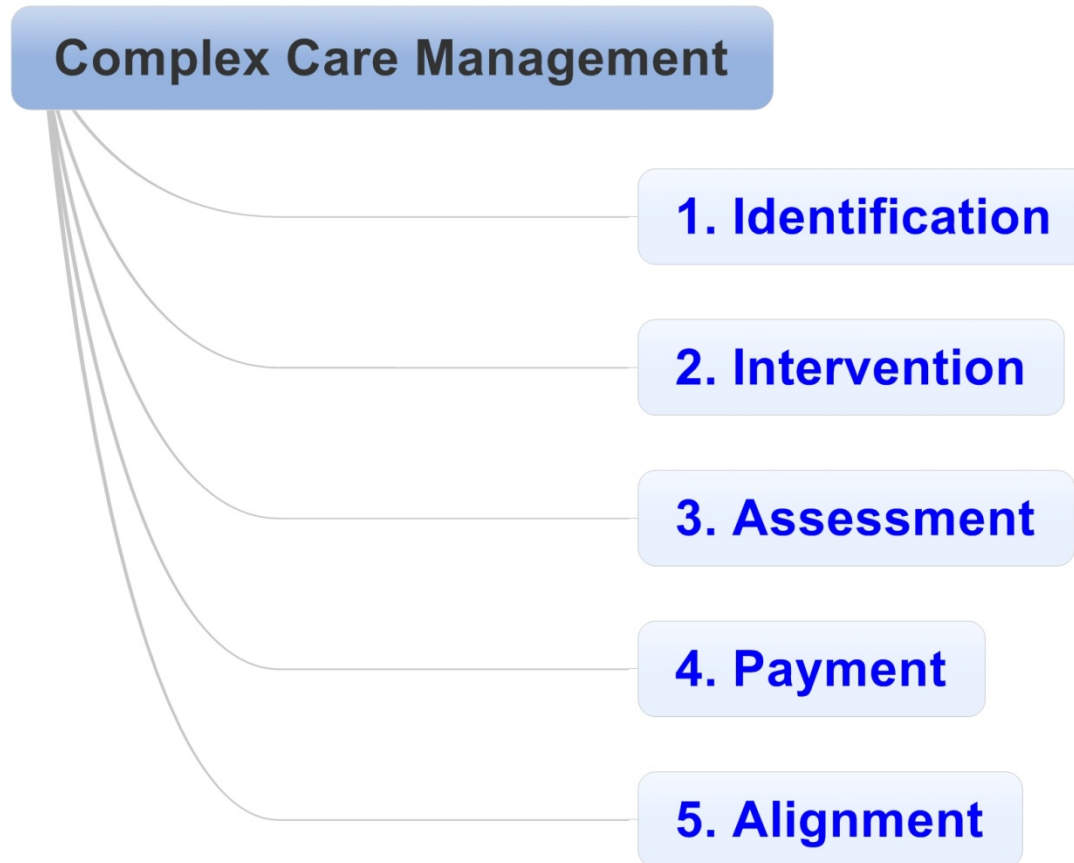 Complex Care Management
1. Identification
2. Intervention
3. Assessment
4. Payment
5. Alignment